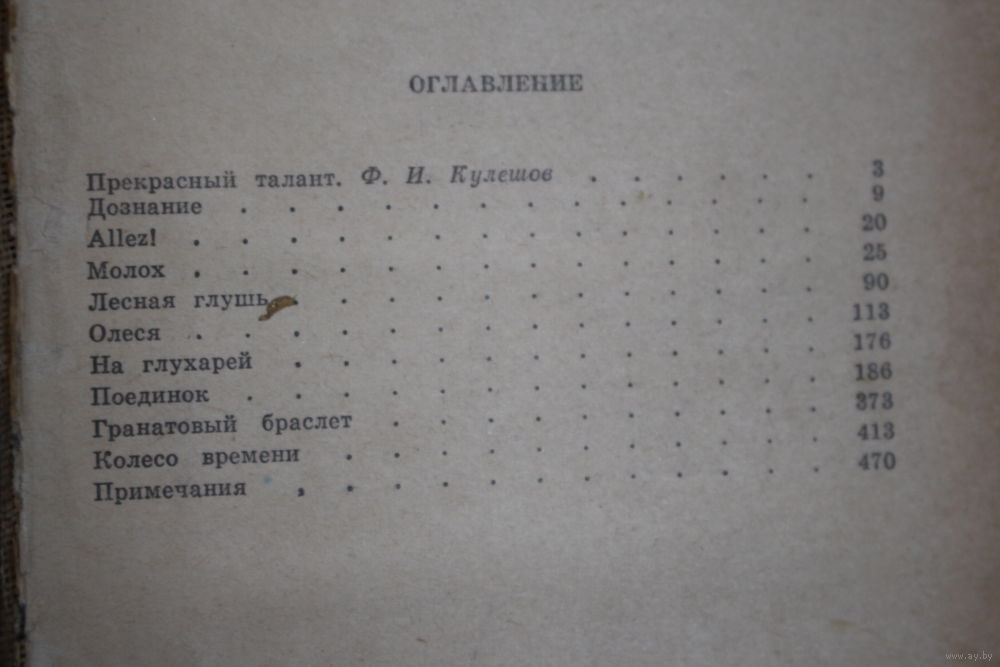 ОГЛАВЛЕНИЕ
Прекрасный талант. Ф. И. Кулешов . . . . . . 3
Дознание . . . . . . . . . . . . . 9
Allez! . . . . . . . . . . . . . . 20
Молох . . . . . . . . . . . . . . 25
Лесная глушь . . . . . . . . . . . . 90
Олеся . . . . . . . . . . . . . . 113
На глухарей . . . . . . . . . . . . 176
Поединок . . . . . . . . . . . . . 186
Гранатовый браслет . . . . . . . . . . 373
Колесо времени . . . . . . . . . . . 413
Примечания . . . . . . . . . . . . 470
www.ay.by